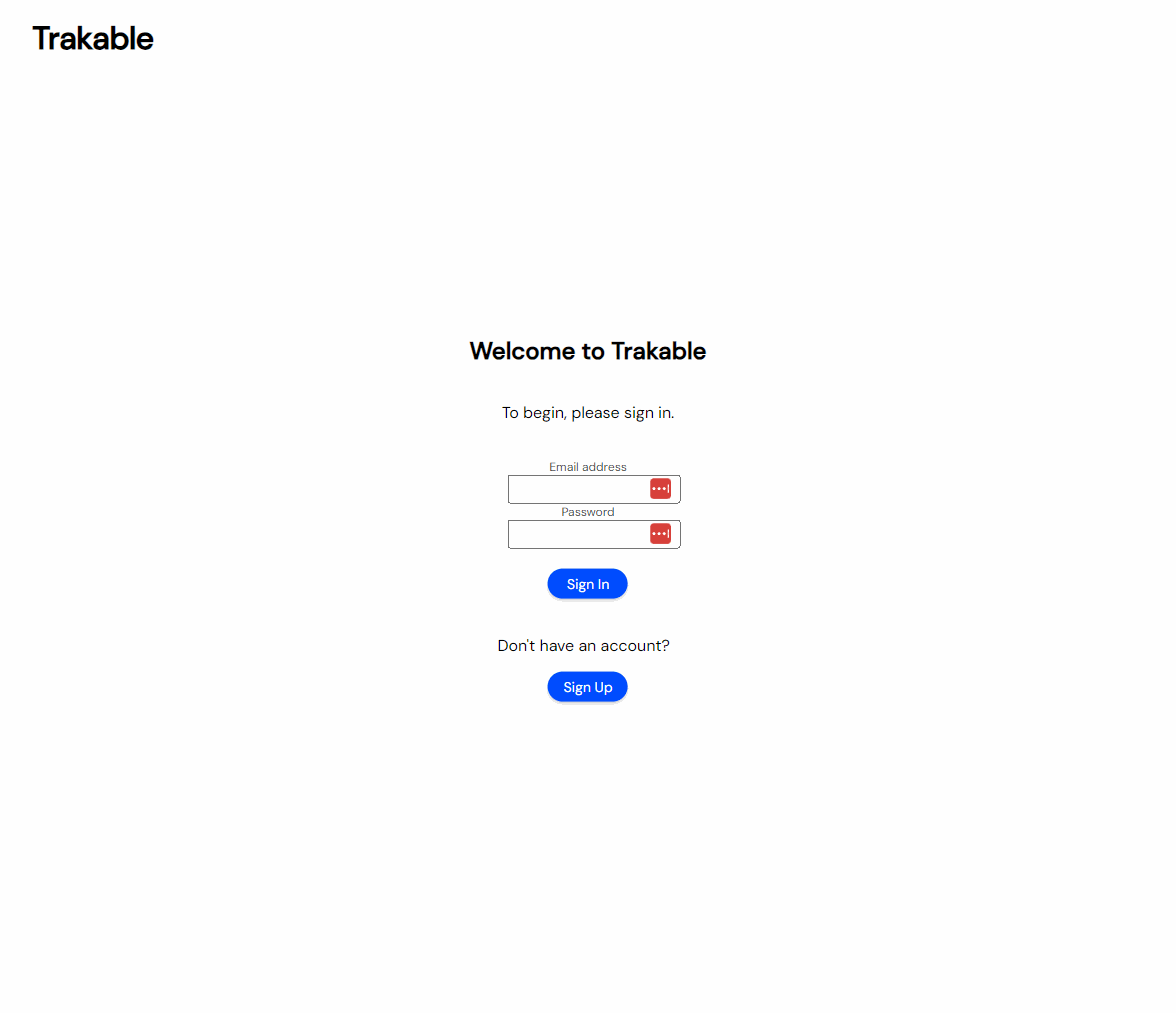 Trakable
Welcome to Trakable
To begin, please sign in.
Email address
Password
Sign In
Don't have an account?
Sign Up